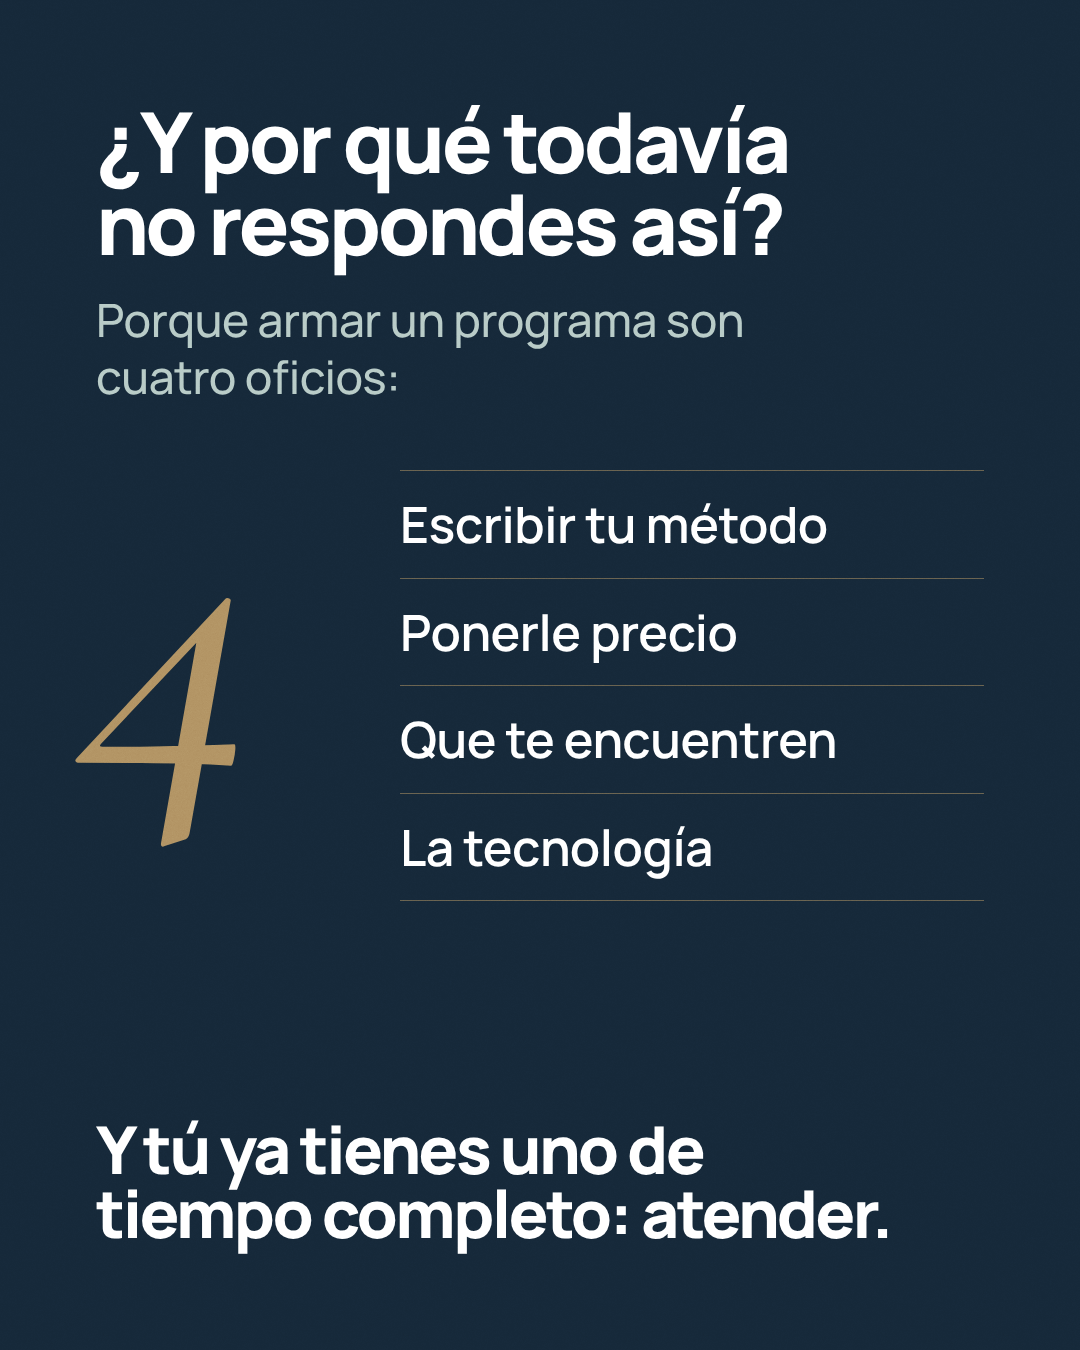 ¿Y por qué todavía
no respondes así?
Porque armar un programa son
cuatro oficios:
4
Escribir tu método
Ponerle precio
Que te encuentren
La tecnología
Y tú ya tienes uno de
tiempo completo: atender.